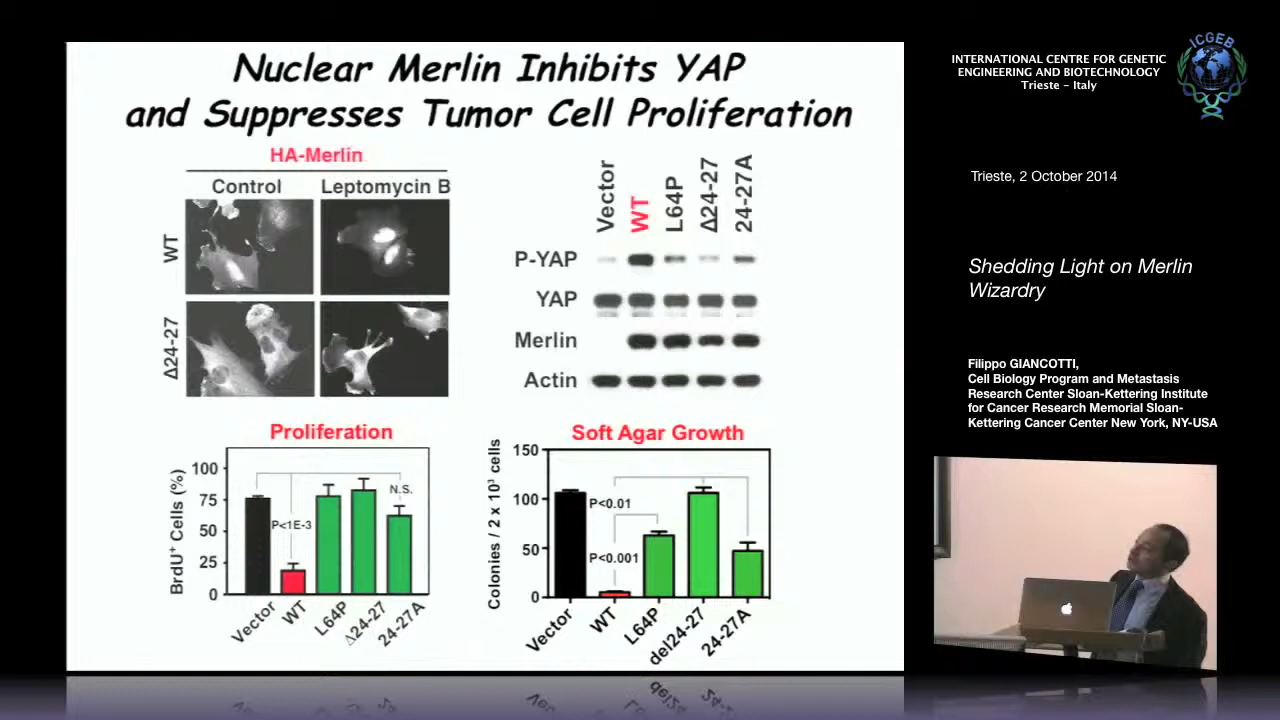 Nuclear Merlin Inhibits YAP
and Suppresses Tumor Cell Proliferation
HA-Merlin
Control
Leptomycin B
WT
Δ24-27
Vector
WT
L64P
Δ24-27
24-27A
P-YAP
YAP
Merlin
Actin
Proliferation
BrdU⁺ Cells (%)
100
75
50
25
0
P<1E-3
N.S.
Vector
WT
L64P
Δ24-27
24-27A
Soft Agar Growth
Colonies / 2 x 10³ cells
150
100
50
0
P<0.01
P<0.001
Vector
WT
L64P
del24-27
24-27A
INTERNATIONAL CENTRE FOR GENETIC
ENGINEERING AND BIOTECHNOLOGY
Trieste - Italy
ICGEB
Trieste, 2 October 2014
Shedding Light on Merlin
Wizardry
Filippo GIANCOTTI,
Cell Biology Program and Metastasis
Research Center Sloan-Kettering Institute
for Cancer Research Memorial Sloan-
Kettering Cancer Center New York, NY-USA